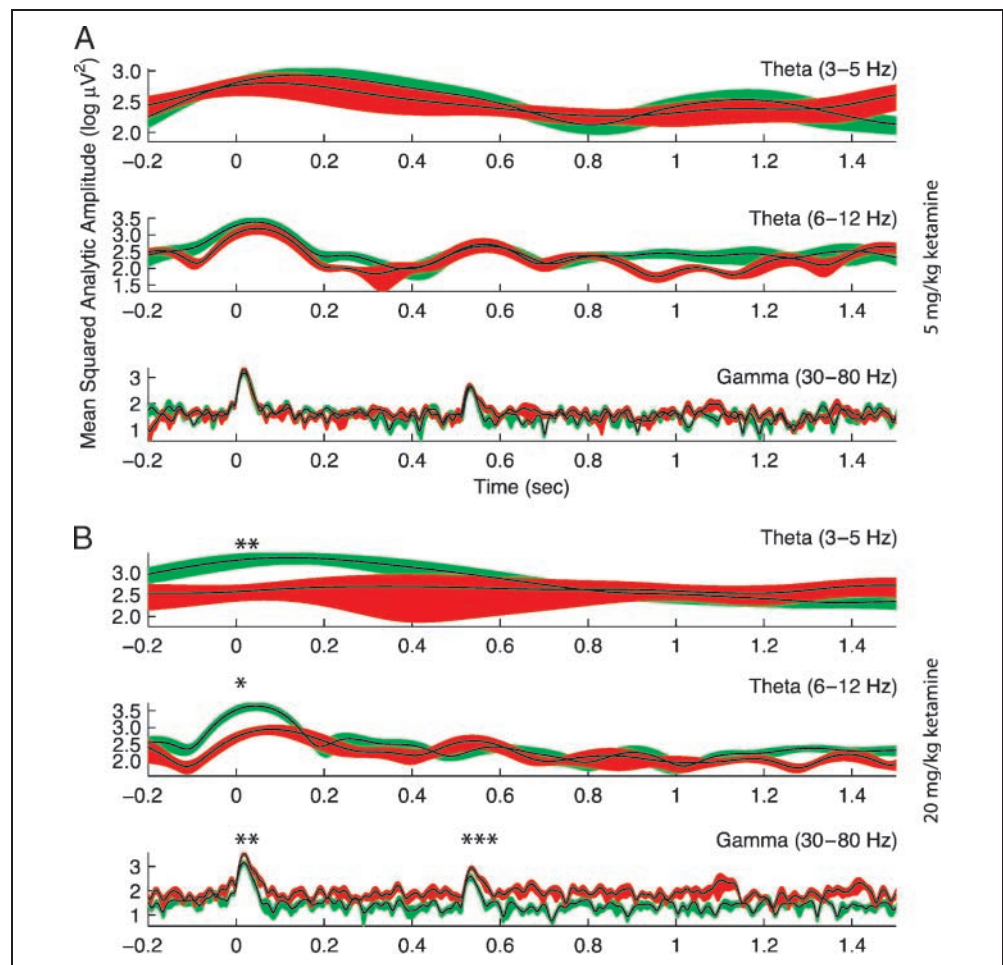 A
Mean Squared Analytic Amplitude (log μV²)
Theta (3–5 Hz)
3.0
2.5
2.0
−0.2 0 0.2 0.4 0.6 0.8 1 1.2 1.4
Theta (6–12 Hz)
3.5
3.0
2.5
2.0
1.5
−0.2 0 0.2 0.4 0.6 0.8 1 1.2 1.4
Gamma (30–80 Hz)
3
2
1
−0.2 0 0.2 0.4 0.6 0.8 1 1.2 1.4
Time (sec)
5 mg/kg ketamine
B
**
Theta (3–5 Hz)
3.0
2.5
2.0
−0.2 0 0.2 0.4 0.6 0.8 1 1.2 1.4
*
Theta (6–12 Hz)
3.5
3.0
2.5
2.0
−0.2 0 0.2 0.4 0.6 0.8 1 1.2 1.4
** ***
Gamma (30–80 Hz)
3
2
1
−0.2 0 0.2 0.4 0.6 0.8 1 1.2 1.4
20 mg/kg ketamine